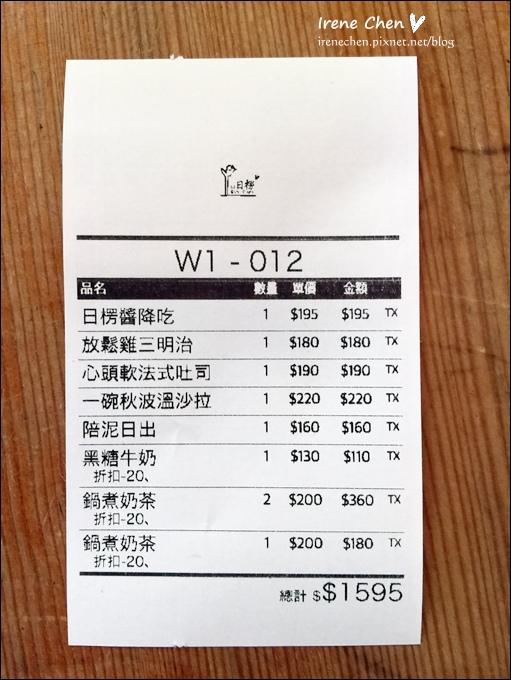 Irene Chen
irenechen.pixnet.net/blog
日楞
W1 - 012
品名 數量 單價 金額
日楞醬降吃 1 $195 $195 TX
放鬆雞三明治 1 $180 $180 TX
心頭軟法式吐司 1 $190 $190 TX
一碗秋波溫沙拉 1 $220 $220 TX
陪泥日出 1 $160 $160 TX
黑糖牛奶 1 $130 $110 TX
折扣-20、
鍋煮奶茶 2 $200 $360 TX
折扣-20、
鍋煮奶茶 1 $200 $180 TX
折扣-20、
總計 $$1595